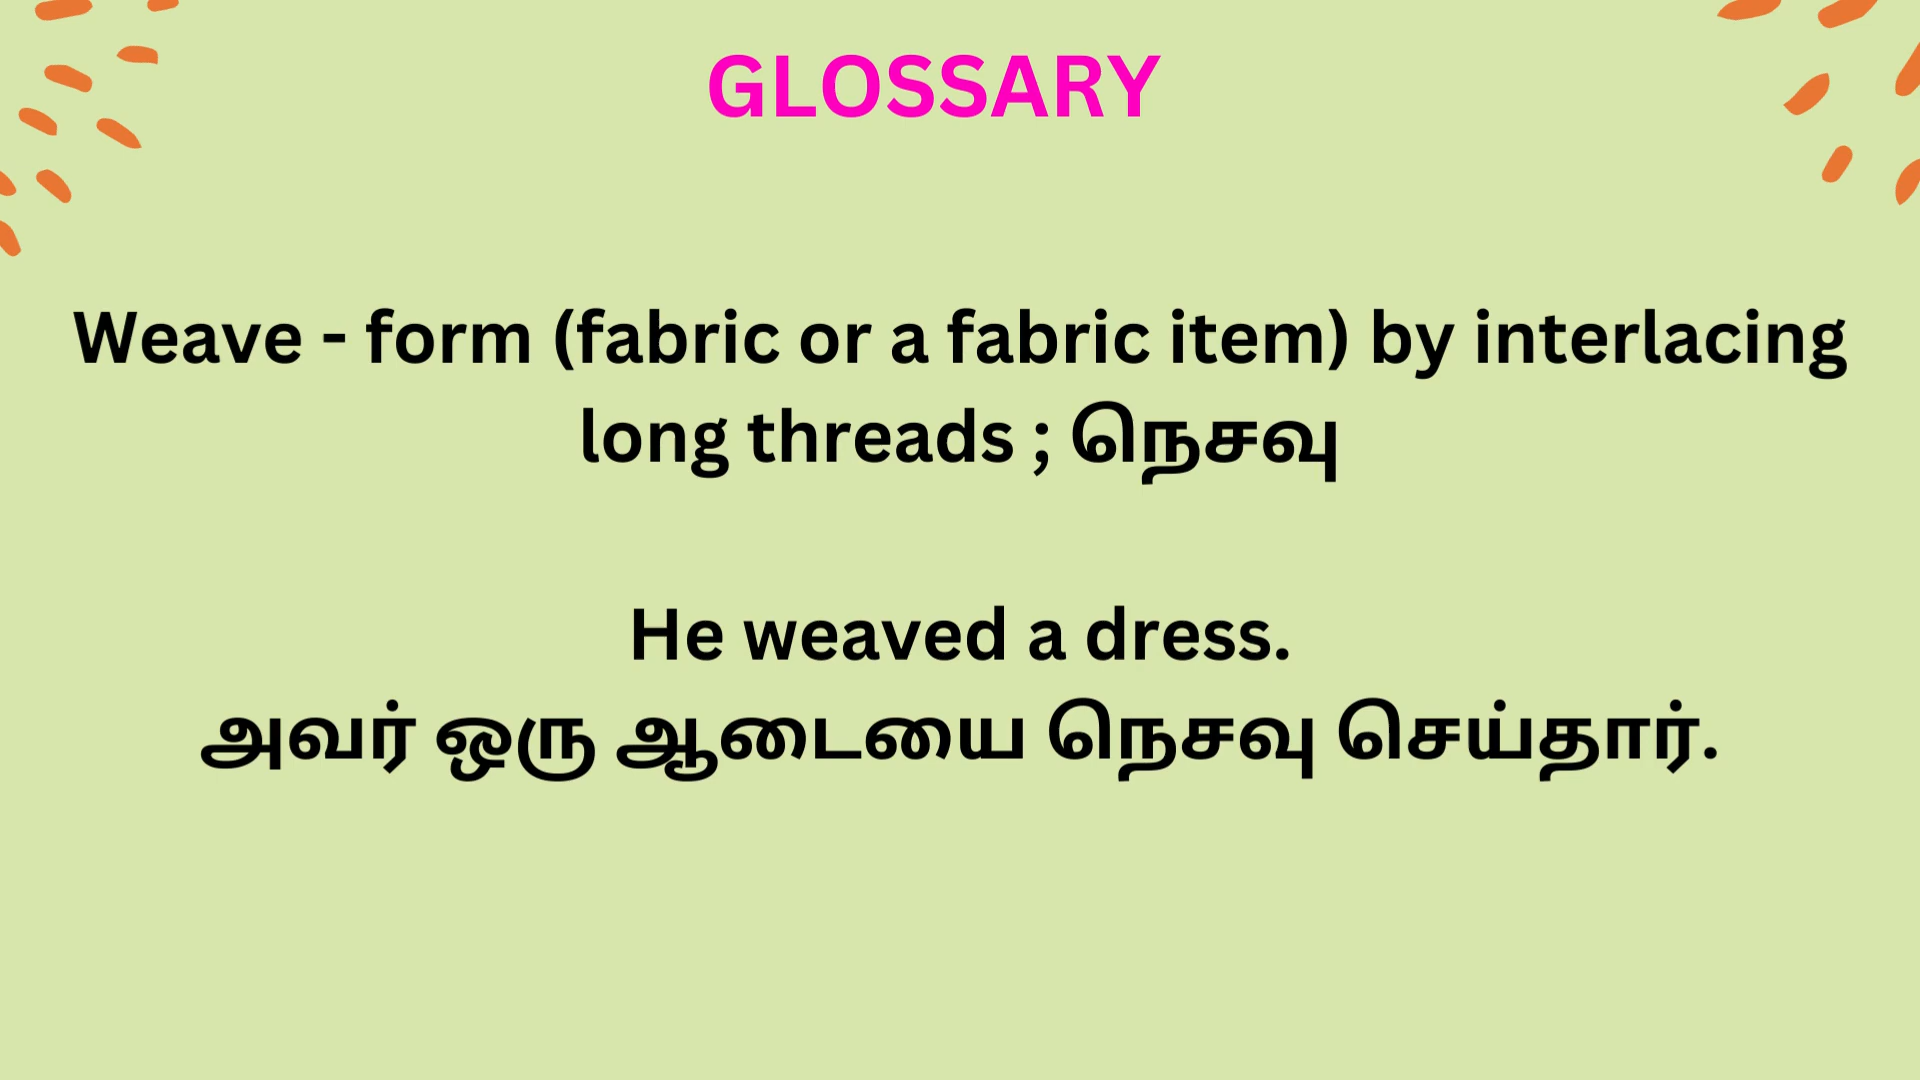 GLOSSARY
Weave - form (fabric or a fabric item) by interlacing
long threads ; நெசவு
He weaved a dress.
அவர் ஒரு ஆடையை நெசவு செய்தார்.